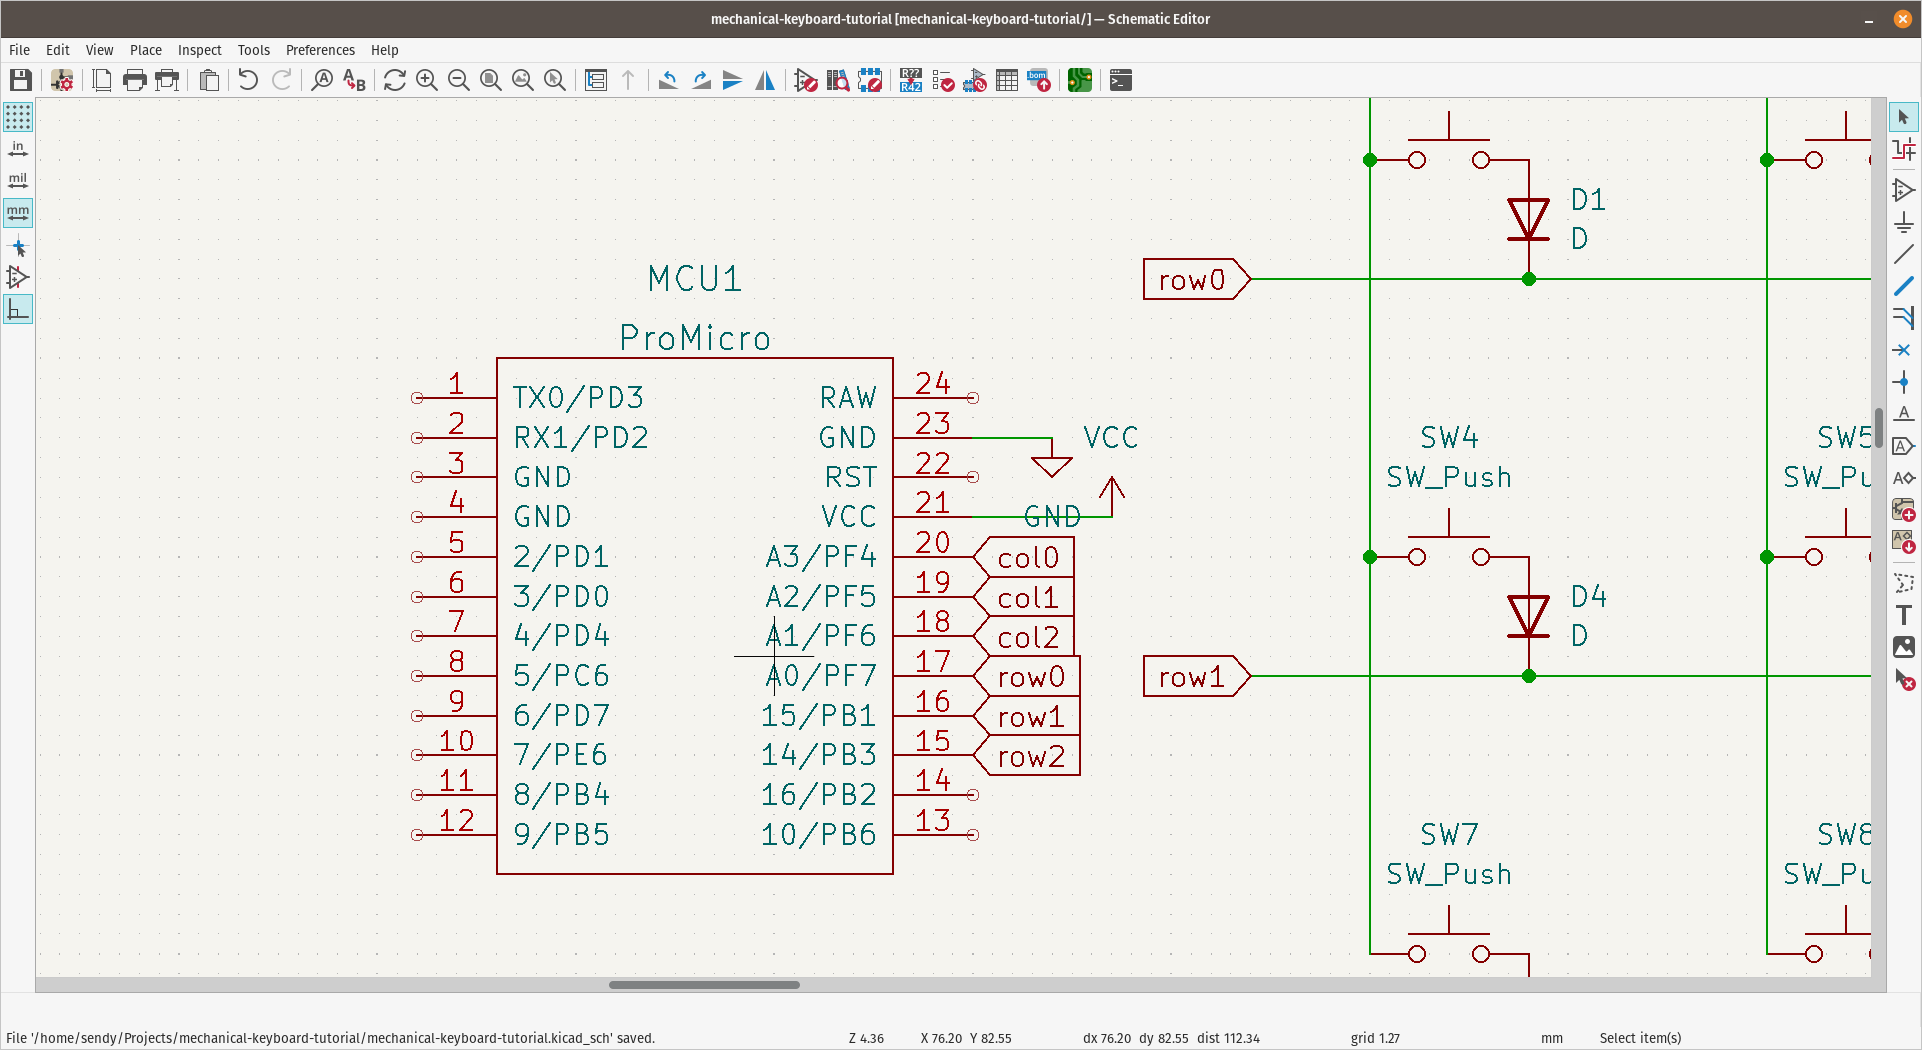 mechanical-keyboard-tutorial [mechanical-keyboard-tutorial/] — Schematic Editor
File Edit View Place Inspect Tools Preferences Help
in
mil
mm
MCU1
ProMicro
1 TX0/PD3 RAW 24
2 RX1/PD2 GND 23
3 GND RST 22
4 GND VCC 21
5 2/PD1 A3/PF4 20 col0
6 3/PD0 A2/PF5 19 col1
7 4/PD4 A1/PF6 18 col2
8 5/PC6 A0/PF7 17 row0
9 6/PD7 15/PB1 16 row1
10 7/PE6 14/PB3 15 row2
11 8/PB4 16/PB2 14
12 9/PB5 10/PB6 13
VCC
GND
row0
D1
D
SW4
SW_Push
SW5
SW_Pu
D4
D
row1
SW7
SW_Push
SW8
SW_Pu
File '/home/sendy/Projects/mechanical-keyboard-tutorial/mechanical-keyboard-tutorial.kicad_sch' saved.
Z 4.36 X 76.20 Y 82.55 dx 76.20 dy 82.55 dist 112.34 grid 1.27 mm Select item(s)